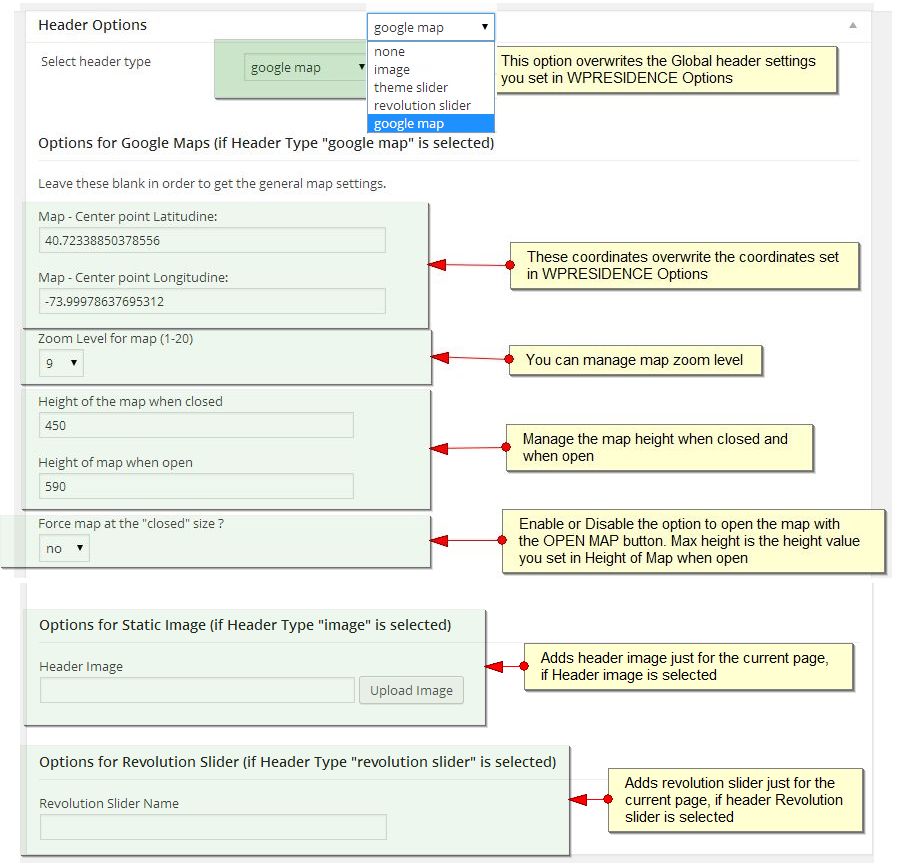 Header Options
google map
none
image
theme slider
revolution slider
google map
Select header type
google map
This option overwrites the Global header settings
you set in WPRESIDENCE Options
Options for Google Maps (if Header Type "google map" is selected)
Leave these blank in order to get the general map settings.
Map - Center point Latitudine:
40.72338850378556
Map - Center point Longitudine:
-73.99978637695312
These coordinates overwrite the coordinates set
in WPRESIDENCE Options
Zoom Level for map (1-20)
9
You can manage map zoom level
Height of the map when closed
450
Height of map when open
590
Manage the map height when closed and
when open
Force map at the "closed" size ?
no
Enable or Disable the option to open the map with
the OPEN MAP button. Max height is the height value
you set in Height of Map when open
Options for Static Image (if Header Type "image" is selected)
Header Image
Upload Image
Adds header image just for the current page,
if Header image is selected
Options for Revolution Slider (if Header Type "revolution slider" is selected)
Revolution Slider Name
Adds revolution slider just for the
current page, if header Revolution
slider is selected